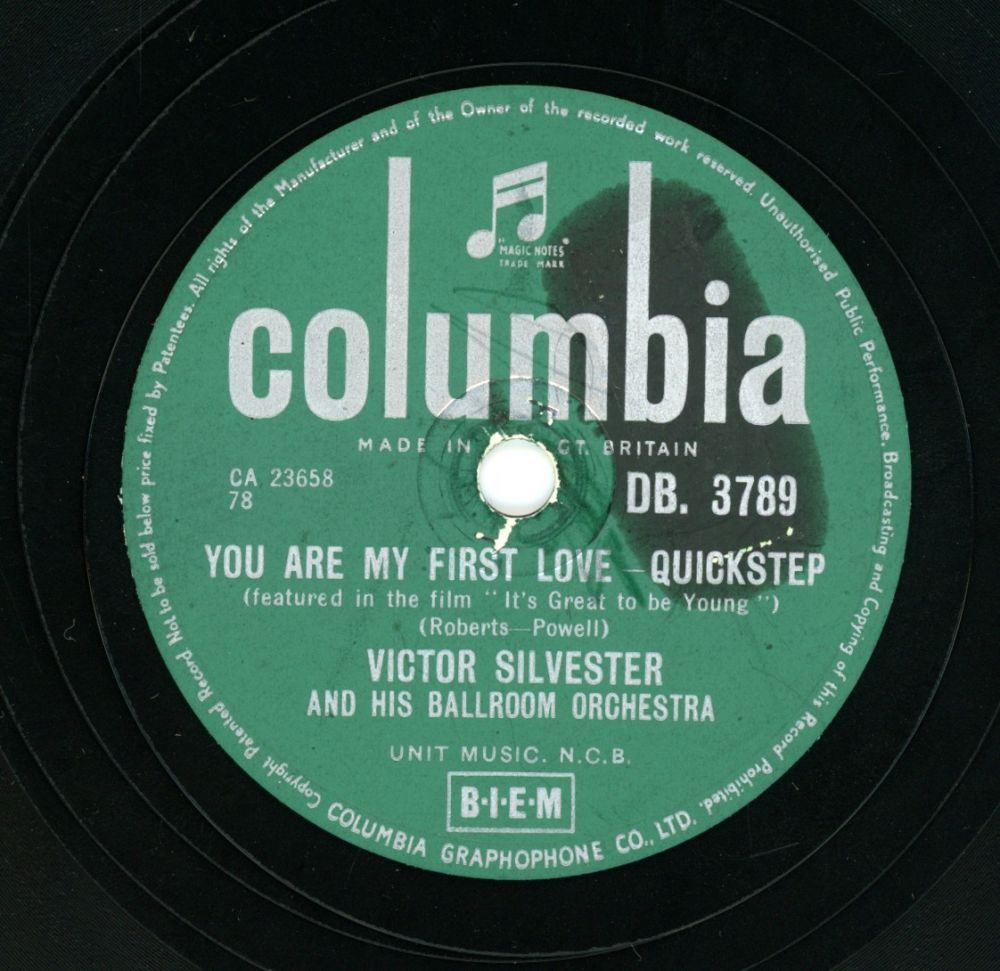 Copyright Patented Record. Not to be sold below price fixed by Patentees. All rights of the Manufacturer and of the Owner of the recorded work reserved. Unauthorised Public Performance. Broadcasting and Copying of this Record Prohibited.
"MAGIC NOTES"
TRADE MARK
columbia
MADE IN GT. BRITAIN
CA 23658
78
DB. 3789
YOU ARE MY FIRST LOVE — QUICKSTEP
(featured in the film "It's Great to be Young")
(Roberts—Powell)
VICTOR SILVESTER
AND HIS BALLROOM ORCHESTRA
UNIT MUSIC. N.C.B.
B·I·E·M
COLUMBIA GRAPHOPHONE CO., LTD.